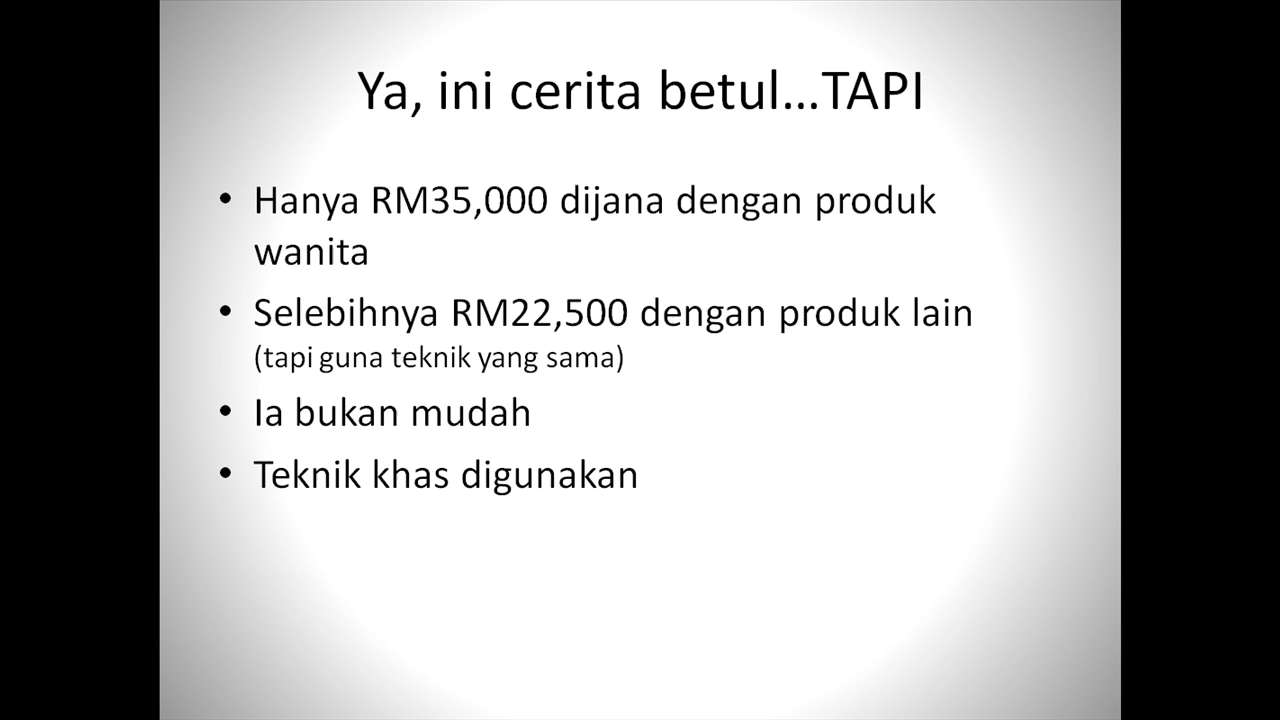 Ya, ini cerita betul...TAPI
• Hanya RM35,000 dijana dengan produk
wanita
• Selebihnya RM22,500 dengan produk lain
(tapi guna teknik yang sama)
• Ia bukan mudah
• Teknik khas digunakan